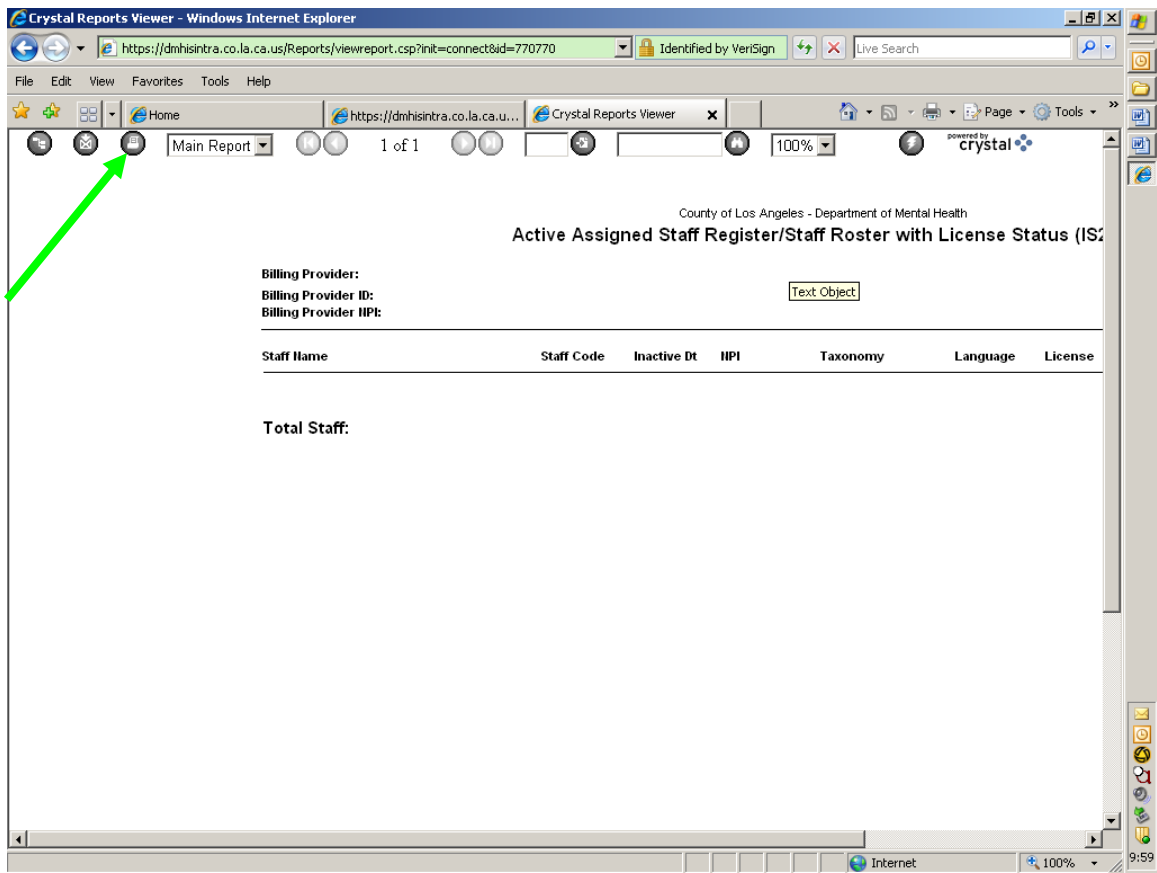 Crystal Reports Viewer - Windows Internet Explorer
https://dmhisintra.co.la.ca.us/Reports/viewreport.csp?init=connect&id=770770 Identified by VeriSign Live Search
File Edit View Favorites Tools Help
Home https://dmhisintra.co.la.ca.u... Crystal Reports Viewer Page Tools »
Main Report 1 of 1 100% powered by crystal
County of Los Angeles - Department of Mental Health
Active Assigned Staff Register/Staff Roster with License Status (IS2
Billing Provider:
Text Object
Billing Provider ID:
Billing Provider NPI:
Staff Name Staff Code Inactive Dt NPI Taxonomy Language License
Total Staff:
Internet 100% 9:59